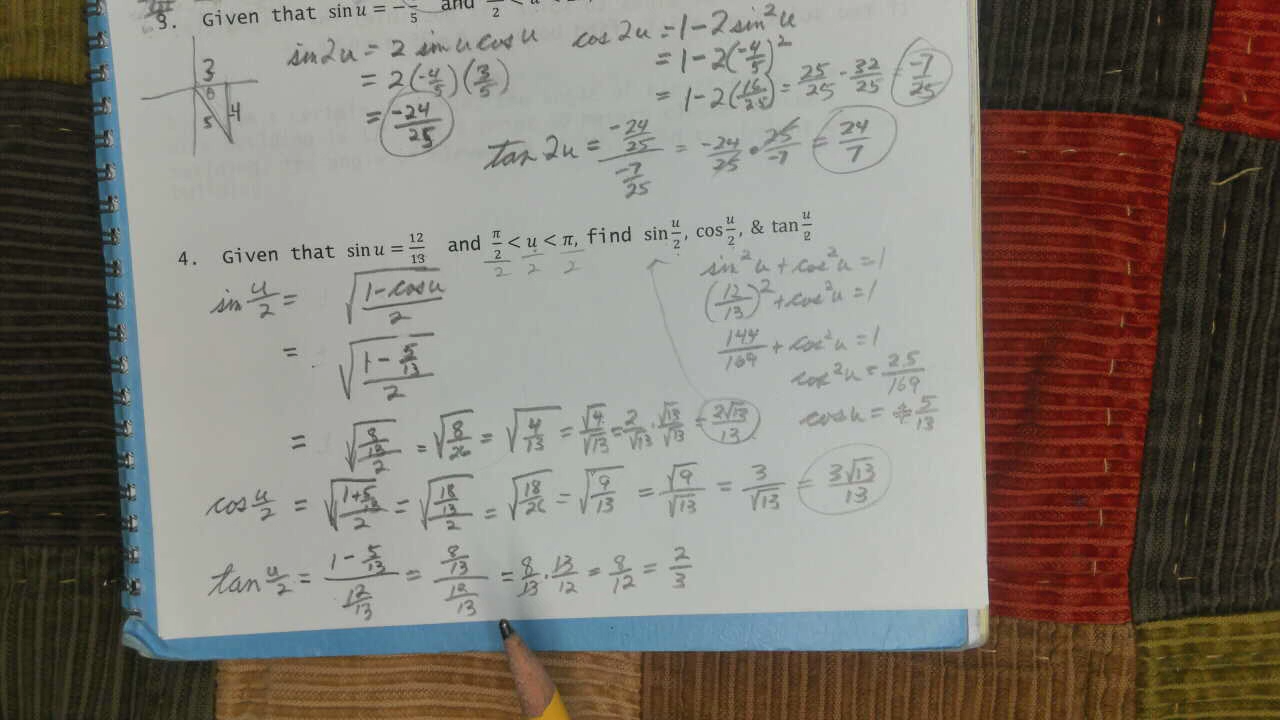 3. Given that sin u = -4/5 and
sin 2u = 2 sin u cos u
= 2(-4/5)(3/5)
= -24/25
3
θ
5
-4
cos 2u = 1 - 2 sin²u
= 1 - 2(-4/5)²
= 1 - 2(16/25) = 25/25 - 32/25 = -7/25
tan 2u = (-24/25)/(-7/25) = -24/25 · 25/-7 = 24/7
4. Given that sin u = 12/13 and π/2 < u < π, find sin u/2, cos u/2, & tan u/2
2 2 2
sin u/2 = √((1 - cos u)/2)
= √((1 - 5/13)/2)
= √((8/13)/2) = √(8/26) = √(4/13) = √4/√13 = 2/√13 · √13/√13 = 2√13/13
sin²u + cos²u = 1
(12/13)² + cos²u = 1
144/169 + cos²u = 1
cos²u = 25/169
cos u = ± 5/13
cos u/2 = √((1 + 5/13)/2) = √((18/13)/2) = √(18/26) = √(9/13) = √9/√13 = 3/√13 = 3√13/13
tan u/2 = (1 - 5/13)/(12/13) = (8/13)/(12/13) = 8/13 · 13/12 = 8/12 = 2/3